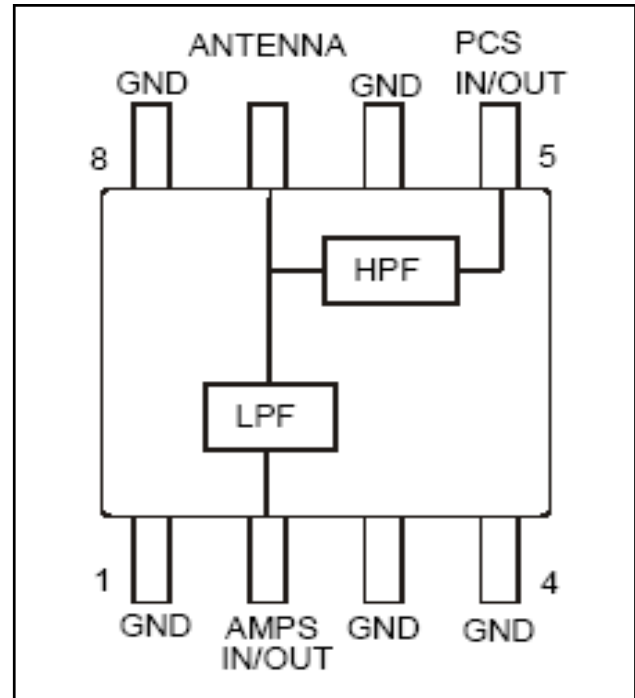 ANTENNA
PCS
IN/OUT
GND
GND
8
5
HPF
LPF
1
4
GND
AMPS
IN/OUT
GND
GND